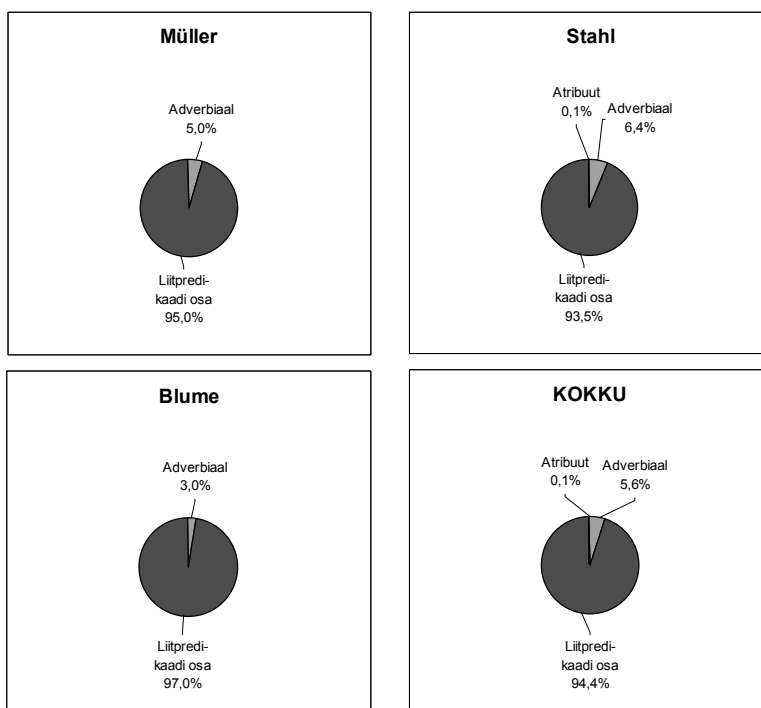 Müller
Adverbiaal
5,0%
Liitpredi-
kaadi osa
95,0%
Stahl
Atribuut
0,1%
Adverbiaal
6,4%
Liitpredi-
kaadi osa
93,5%
Blume
Adverbiaal
3,0%
Liitpredi-
kaadi osa
97,0%
KOKKU
Atribuut
0,1%
Adverbiaal
5,6%
Liitpredi-
kaadi osa
94,4%